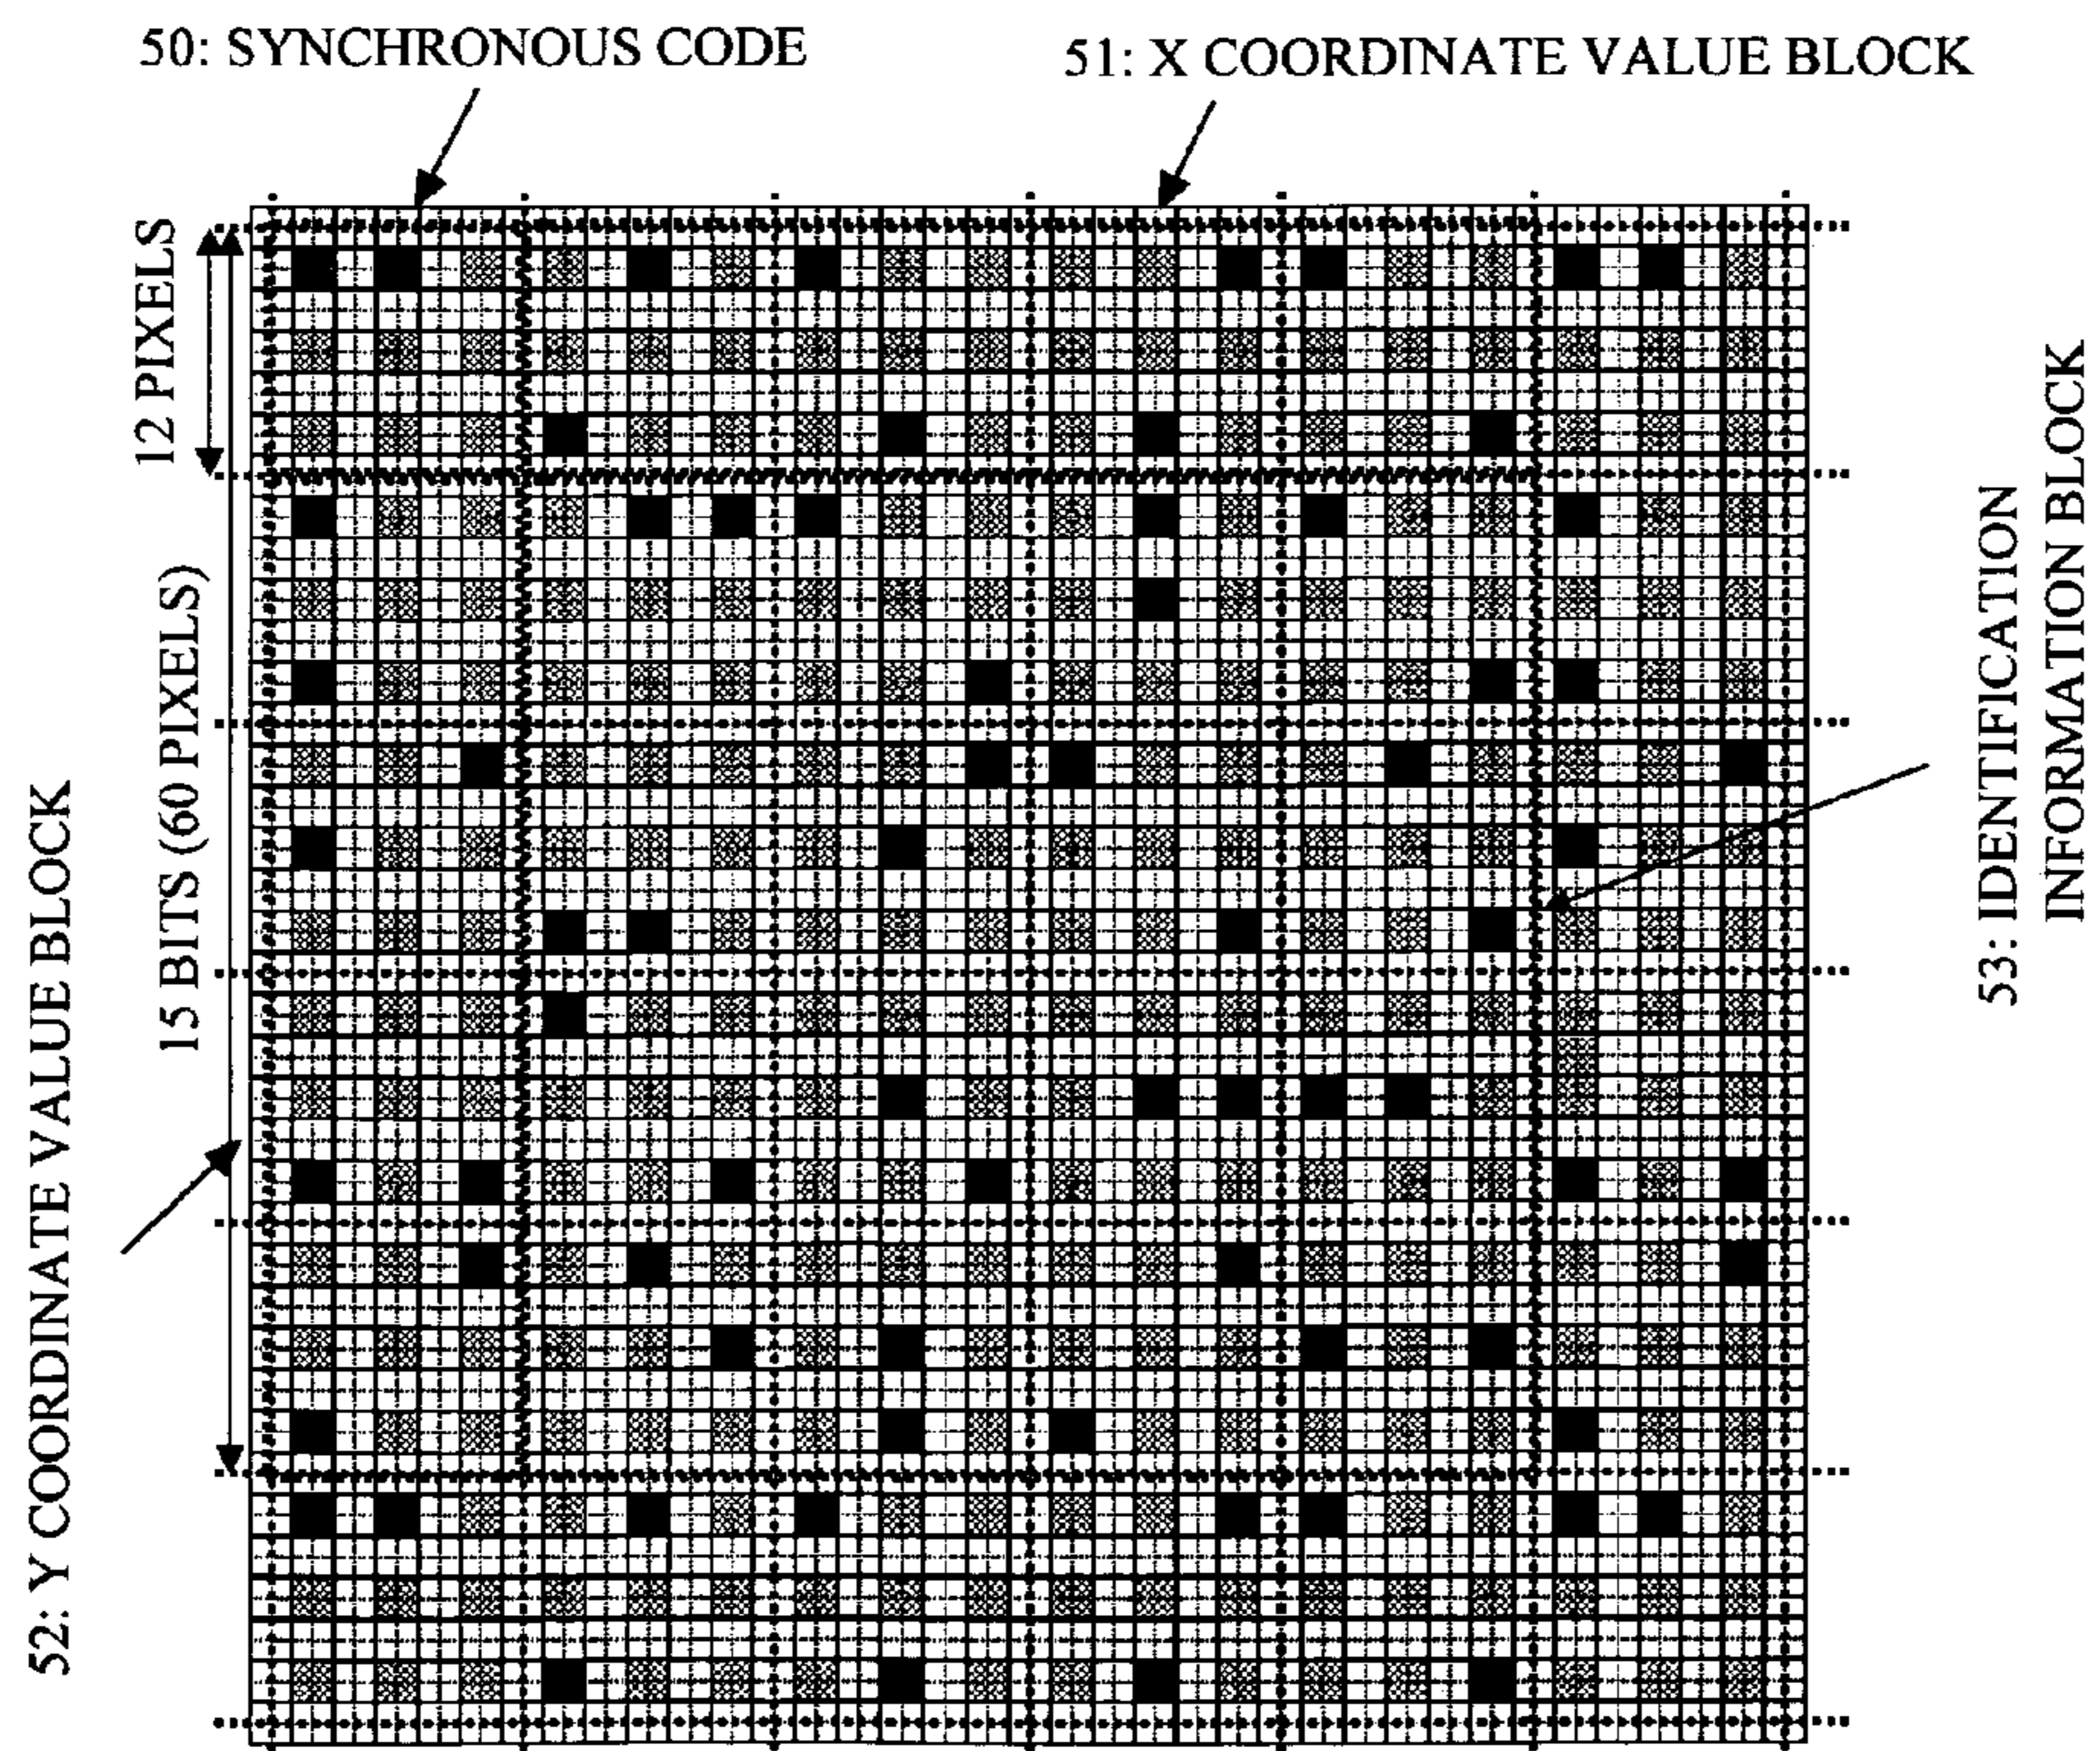 50: SYNCHRONOUS CODE
51: X COORDINATE VALUE BLOCK
12 PIXELS
15 BITS (60 PIXELS)
52: Y COORDINATE VALUE BLOCK
53: IDENTIFICATION
INFORMATION BLOCK